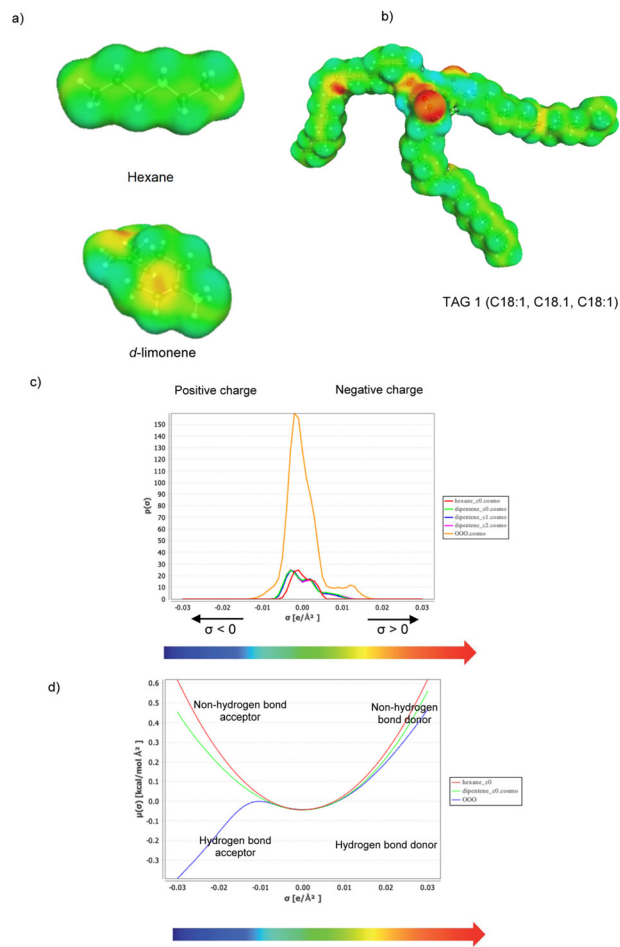 a)
b)
Hexane
TAG 1 (C18:1, C18.1, C18:1)
d-limonene
c)
Positive charge
Negative charge
150
140
130
120
110
100
90
80
70
60
50
40
30
20
10
0
p(σ)
hexane_c0.cosmo
dipentene_c0.cosmo
dipentene_c1.cosmo
dipentene_c2.cosmo
OOO.cosmo
-0.03 -0.02 -0.01 0.00 0.01 0.02 0.03
σ [e/Å²]
σ < 0
σ > 0
d)
0.6
0.5
0.4
0.3
0.2
0.1
0.0
-0.1
-0.2
-0.3
μ(σ) [kcal/mol Å²]
Non-hydrogen bond
acceptor
Non-hydrogen
bond donor
Hydrogen bond
acceptor
Hydrogen bond donor
hexane_c0
dipentene_c0.cosmo
OOO
-0.03 -0.02 -0.01 0.00 0.01 0.02 0.03
σ [e/Å²]